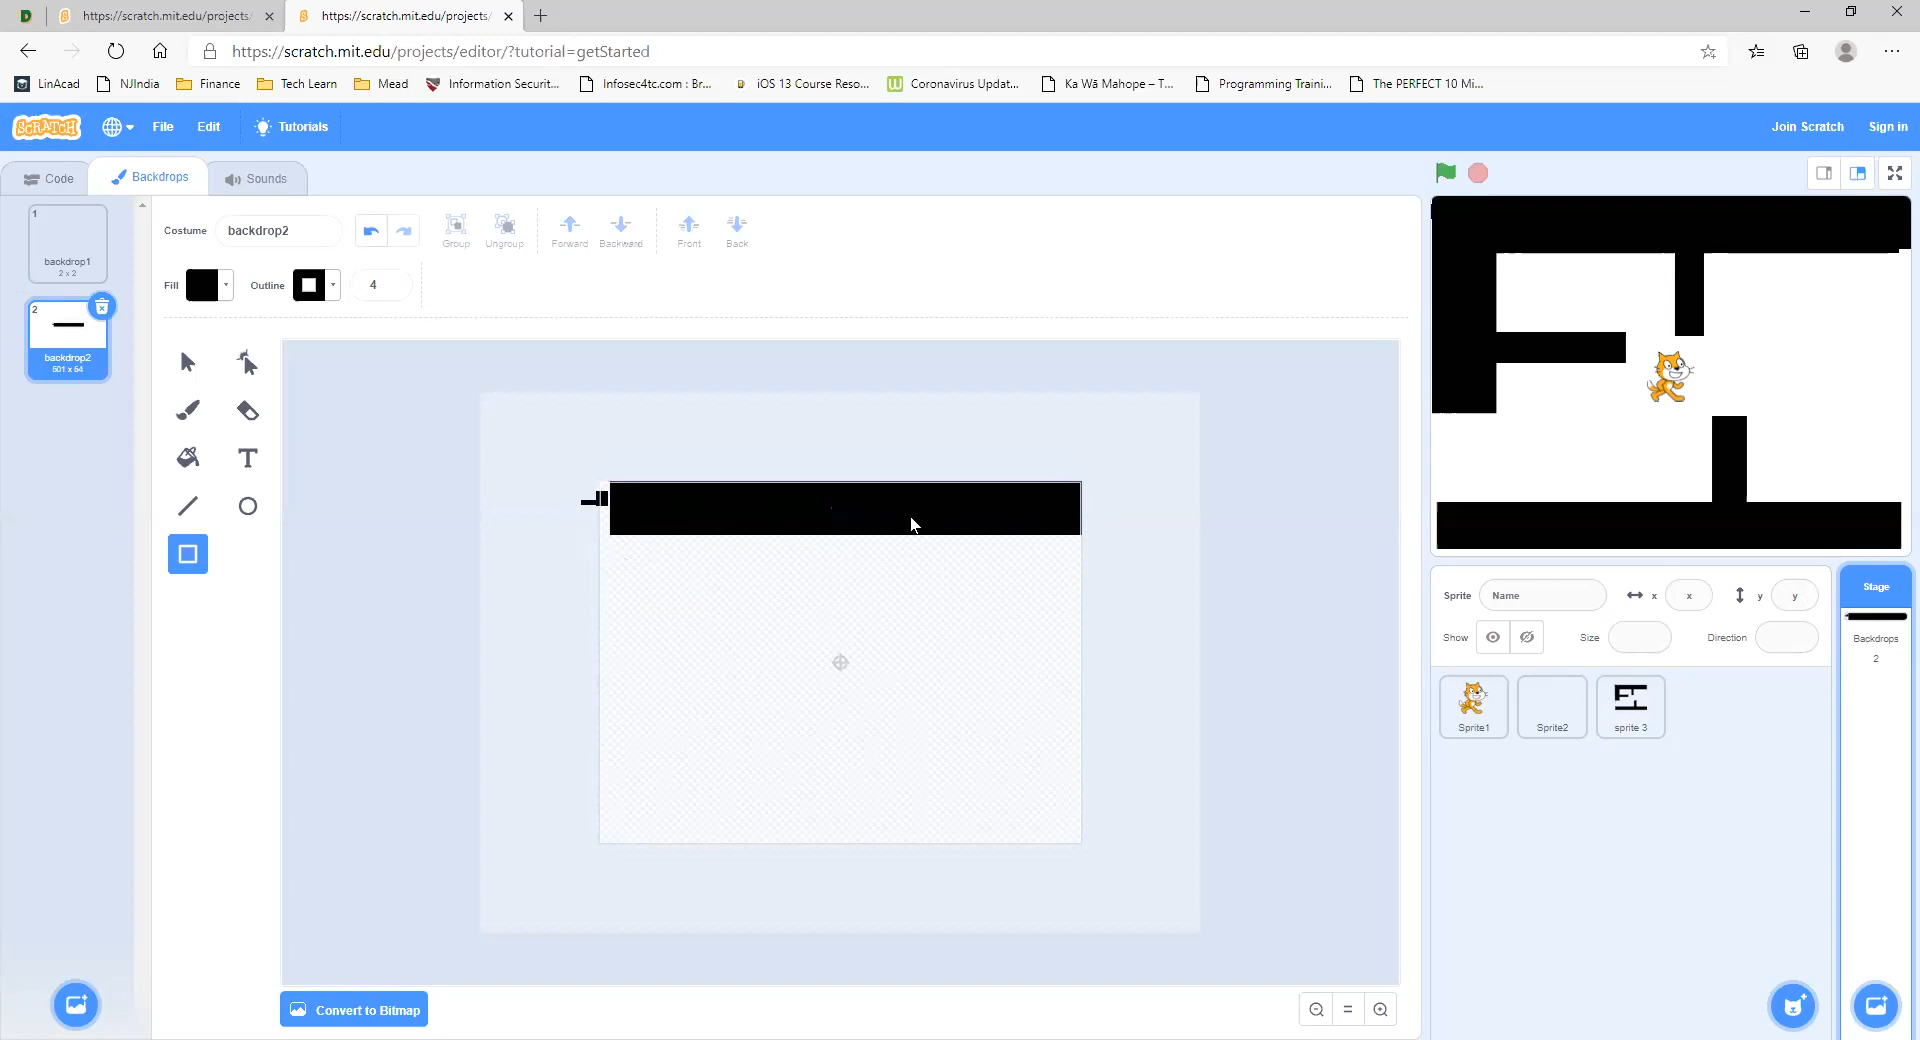 D
https://scratch.mit.edu/projects/
https://scratch.mit.edu/projects/
https://scratch.mit.edu/projects/editor/?tutorial=getStarted
LinAcad NJIndia Finance Tech Learn Mead Information Securit... Infosec4tc.com : Br... iOS 13 Course Reso... Coronavirus Updat... Ka Wā Mahope – T... Programming Traini... The PERFECT 10 Mi...
SCRATCH File Edit Tutorials Join Scratch Sign in
Code Backdrops Sounds
1
backdrop1
2 x 2
2
backdrop2
501 x 64
Costume backdrop2
Group Ungroup Forward Backward Front Back
Fill Outline 4
T
Convert to Bitmap
Sprite Name x x y y
Show Size Direction
Sprite1 Sprite2 sprite 3
Stage
Backdrops
2